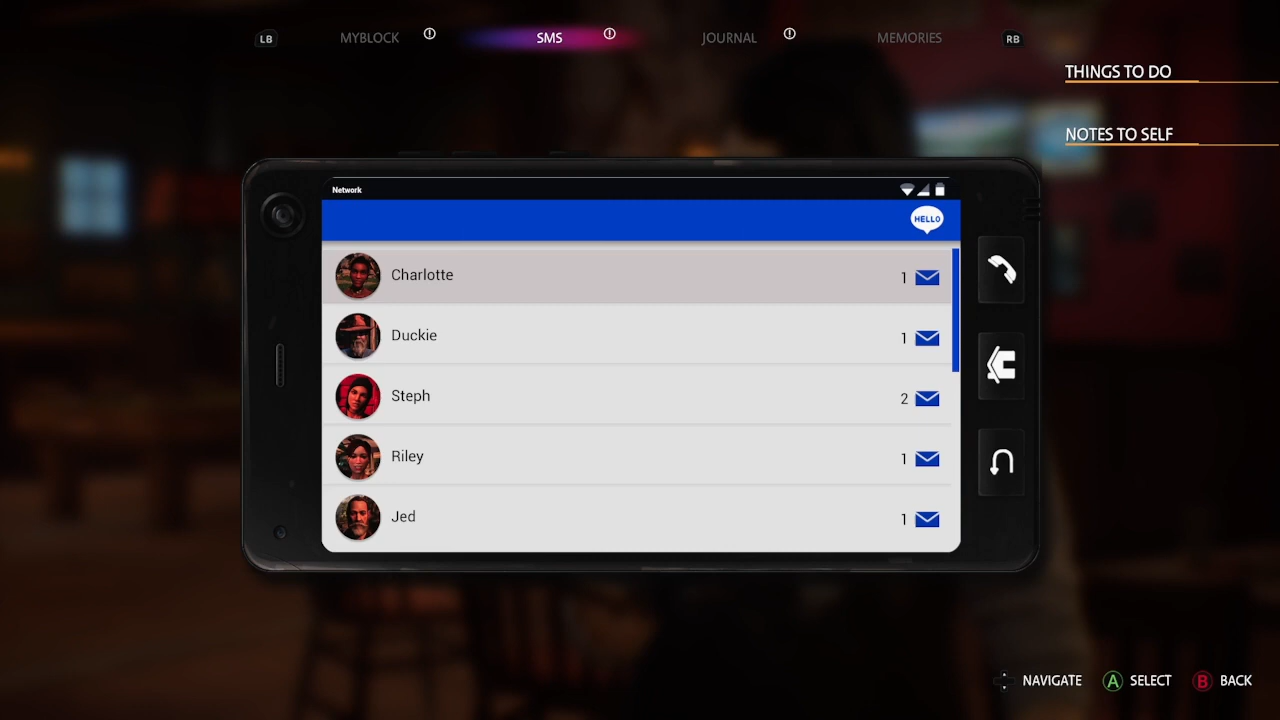 LB
MYBLOCK
SMS
JOURNAL
MEMORIES
RB
THINGS TO DO
NOTES TO SELF
Network
HELLO
Charlotte 1
Duckie 1
Steph 2
Riley 1
Jed 1
NAVIGATE A SELECT B BACK